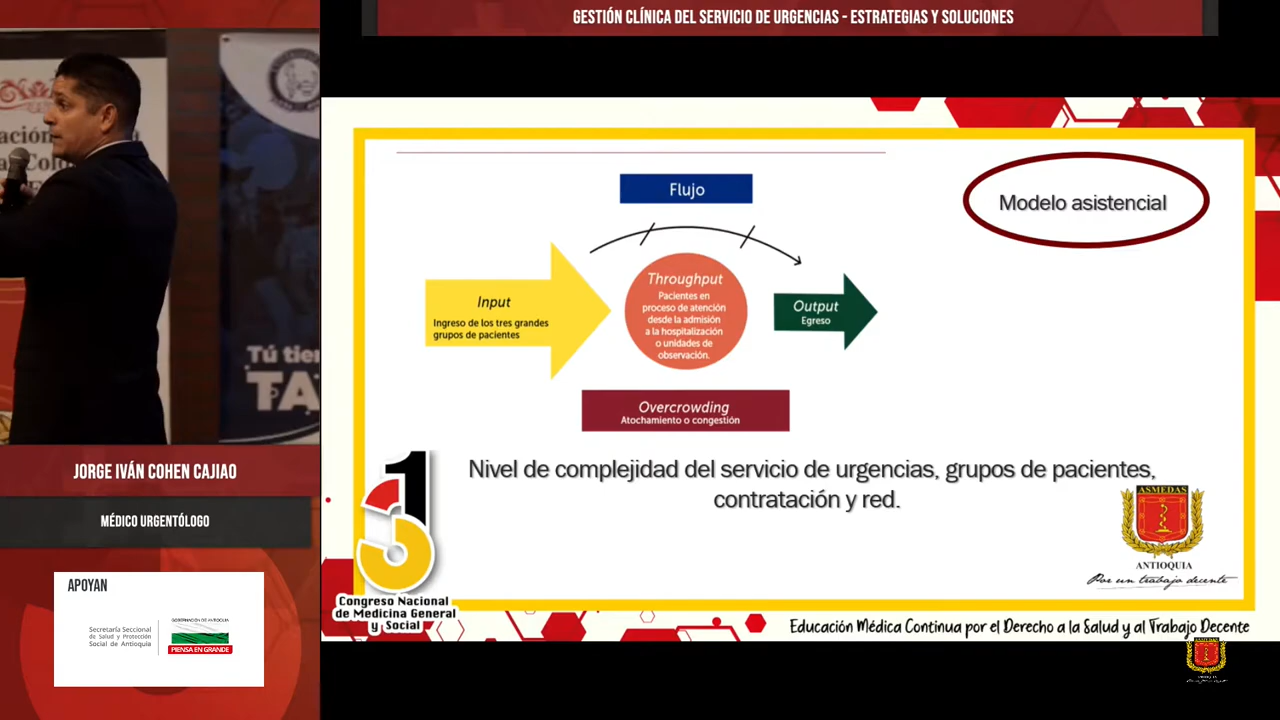 GESTIÓN CLÍNICA DEL SERVICIO DE URGENCIAS - ESTRATEGIAS Y SOLUCIONES
Flujo
Modelo asistencial
Input
Ingreso de los tres grandes
grupos de pacientes
Throughput
Pacientes en
proceso de atención
desde la admisión
a la hospitalización
o unidades de
observación.
Output
Egreso
Overcrowding
Atochamiento o congestión
Nivel de complejidad del servicio de urgencias, grupos de pacientes,
contratación y red.
ASMEDAS
ANTIOQUIA
Por un trabajo decente
Congreso Nacional
de Medicina General
y Social
Educación Médica Continua por el Derecho a la Salud y al Trabajo Decente
Tú
TA
JORGE IVÁN COHEN CAJIAO
MÉDICO URGENTÓLOGO
APOYAN
Secretaría Seccional
de Salud y Protección
Social de Antioquia
GOBERNACIÓN DE ANTIOQUIA
PIENSA EN GRANDE